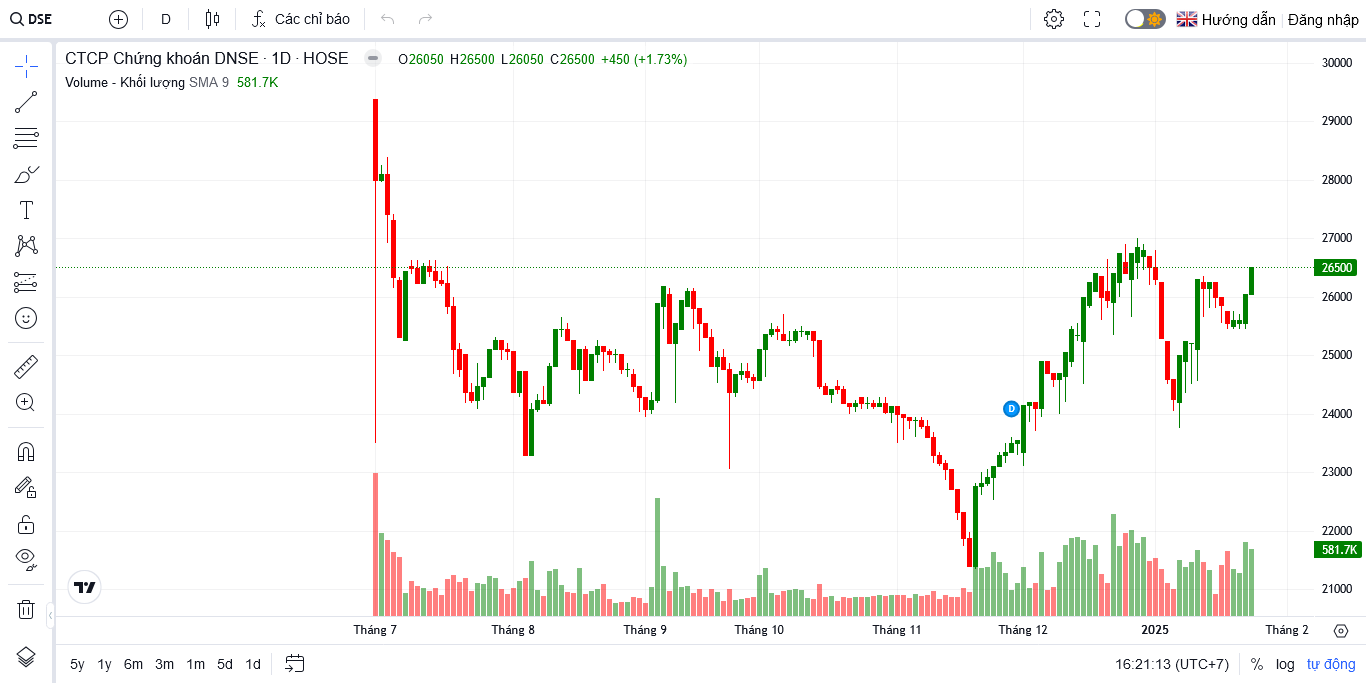 DSE D Các chỉ báo Hướng dẫn Đăng nhập
CTCP Chứng khoán DNSE · 1D · HOSE O26050 H26500 L26050 C26500 +450 (+1.73%)
Volume - Khối lượng SMA 9 581.7K
30000
29000
28000
27000
26500
26000
25000
24000
D
23000
22000
581.7K
21000
Tháng 7 Tháng 8 Tháng 9 Tháng 10 Tháng 11 Tháng 12 2025 Tháng 2
5y 1y 6m 3m 1m 5d 1d 16:21:13 (UTC+7) % log tự động